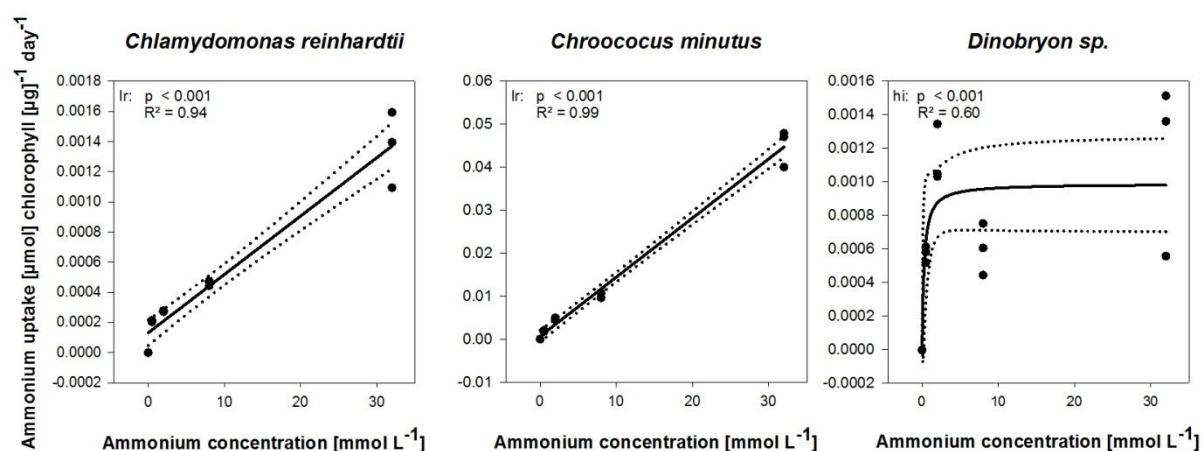 Chlamydomonas reinhardtii
Chroococus minutus
Dinobryon sp.
Ammonium uptake [µmol] chlorophyll [µg]⁻¹ day⁻¹
0.0018
0.0016
0.0014
0.0012
0.0010
0.0008
0.0006
0.0004
0.0002
0.0000
-0.0002
lr: p < 0.001
R² = 0.94
0 10 20 30
Ammonium concentration [mmol L⁻¹]
0.06
0.05
0.04
0.03
0.02
0.01
0.00
-0.01
lr: p < 0.001
R² = 0.99
0 10 20 30
Ammonium concentration [mmol L⁻¹]
0.0016
0.0014
0.0012
0.0010
0.0008
0.0006
0.0004
0.0002
0.0000
-0.0002
hi: p < 0.001
R² = 0.60
0 10 20 30
Ammonium concentration [mmol L⁻¹]